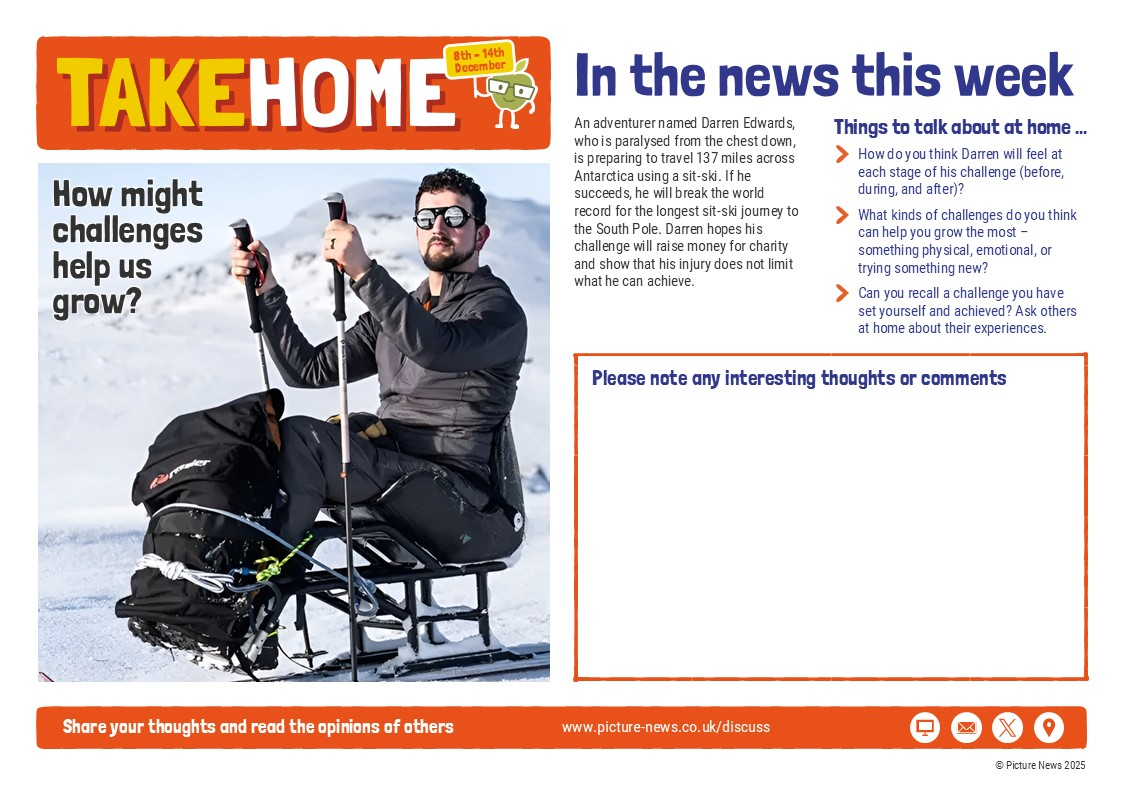 TAKEHOME
8th – 14th
December
How might
challenges
help us
grow?
In the news this week
An adventurer named Darren Edwards,
who is paralysed from the chest down,
is preparing to travel 137 miles across
Antarctica using a sit-ski. If he
succeeds, he will break the world
record for the longest sit-ski journey to
the South Pole. Darren hopes his
challenge will raise money for charity
and show that his injury does not limit
what he can achieve.
Things to talk about at home ...
How do you think Darren will feel at
each stage of his challenge (before,
during, and after)?
What kinds of challenges do you think
can help you grow the most –
something physical, emotional, or
trying something new?
Can you recall a challenge you have
set yourself and achieved? Ask others
at home about their experiences.
Please note any interesting thoughts or comments
Share your thoughts and read the opinions of others
www.picture-news.co.uk/discuss
© Picture News 2025